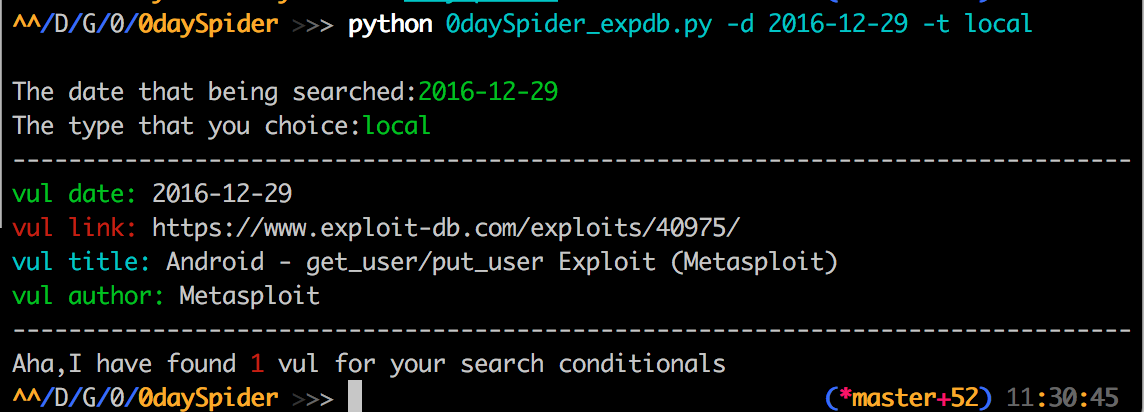 ^^/D/G/0/0daySpider >>> python 0daySpider_expdb.py -d 2016-12-29 -t local
The date that being searched:2016-12-29
The type that you choice:local
--------------------------------------------------------------------------------
vul date: 2016-12-29
vul link: https://www.exploit-db.com/exploits/40975/
vul title: Android - get_user/put_user Exploit (Metasploit)
vul author: Metasploit
--------------------------------------------------------------------------------
Aha,I have found 1 vul for your search conditionals
^^/D/G/0/0daySpider >>> (*master+52) 11:30:45